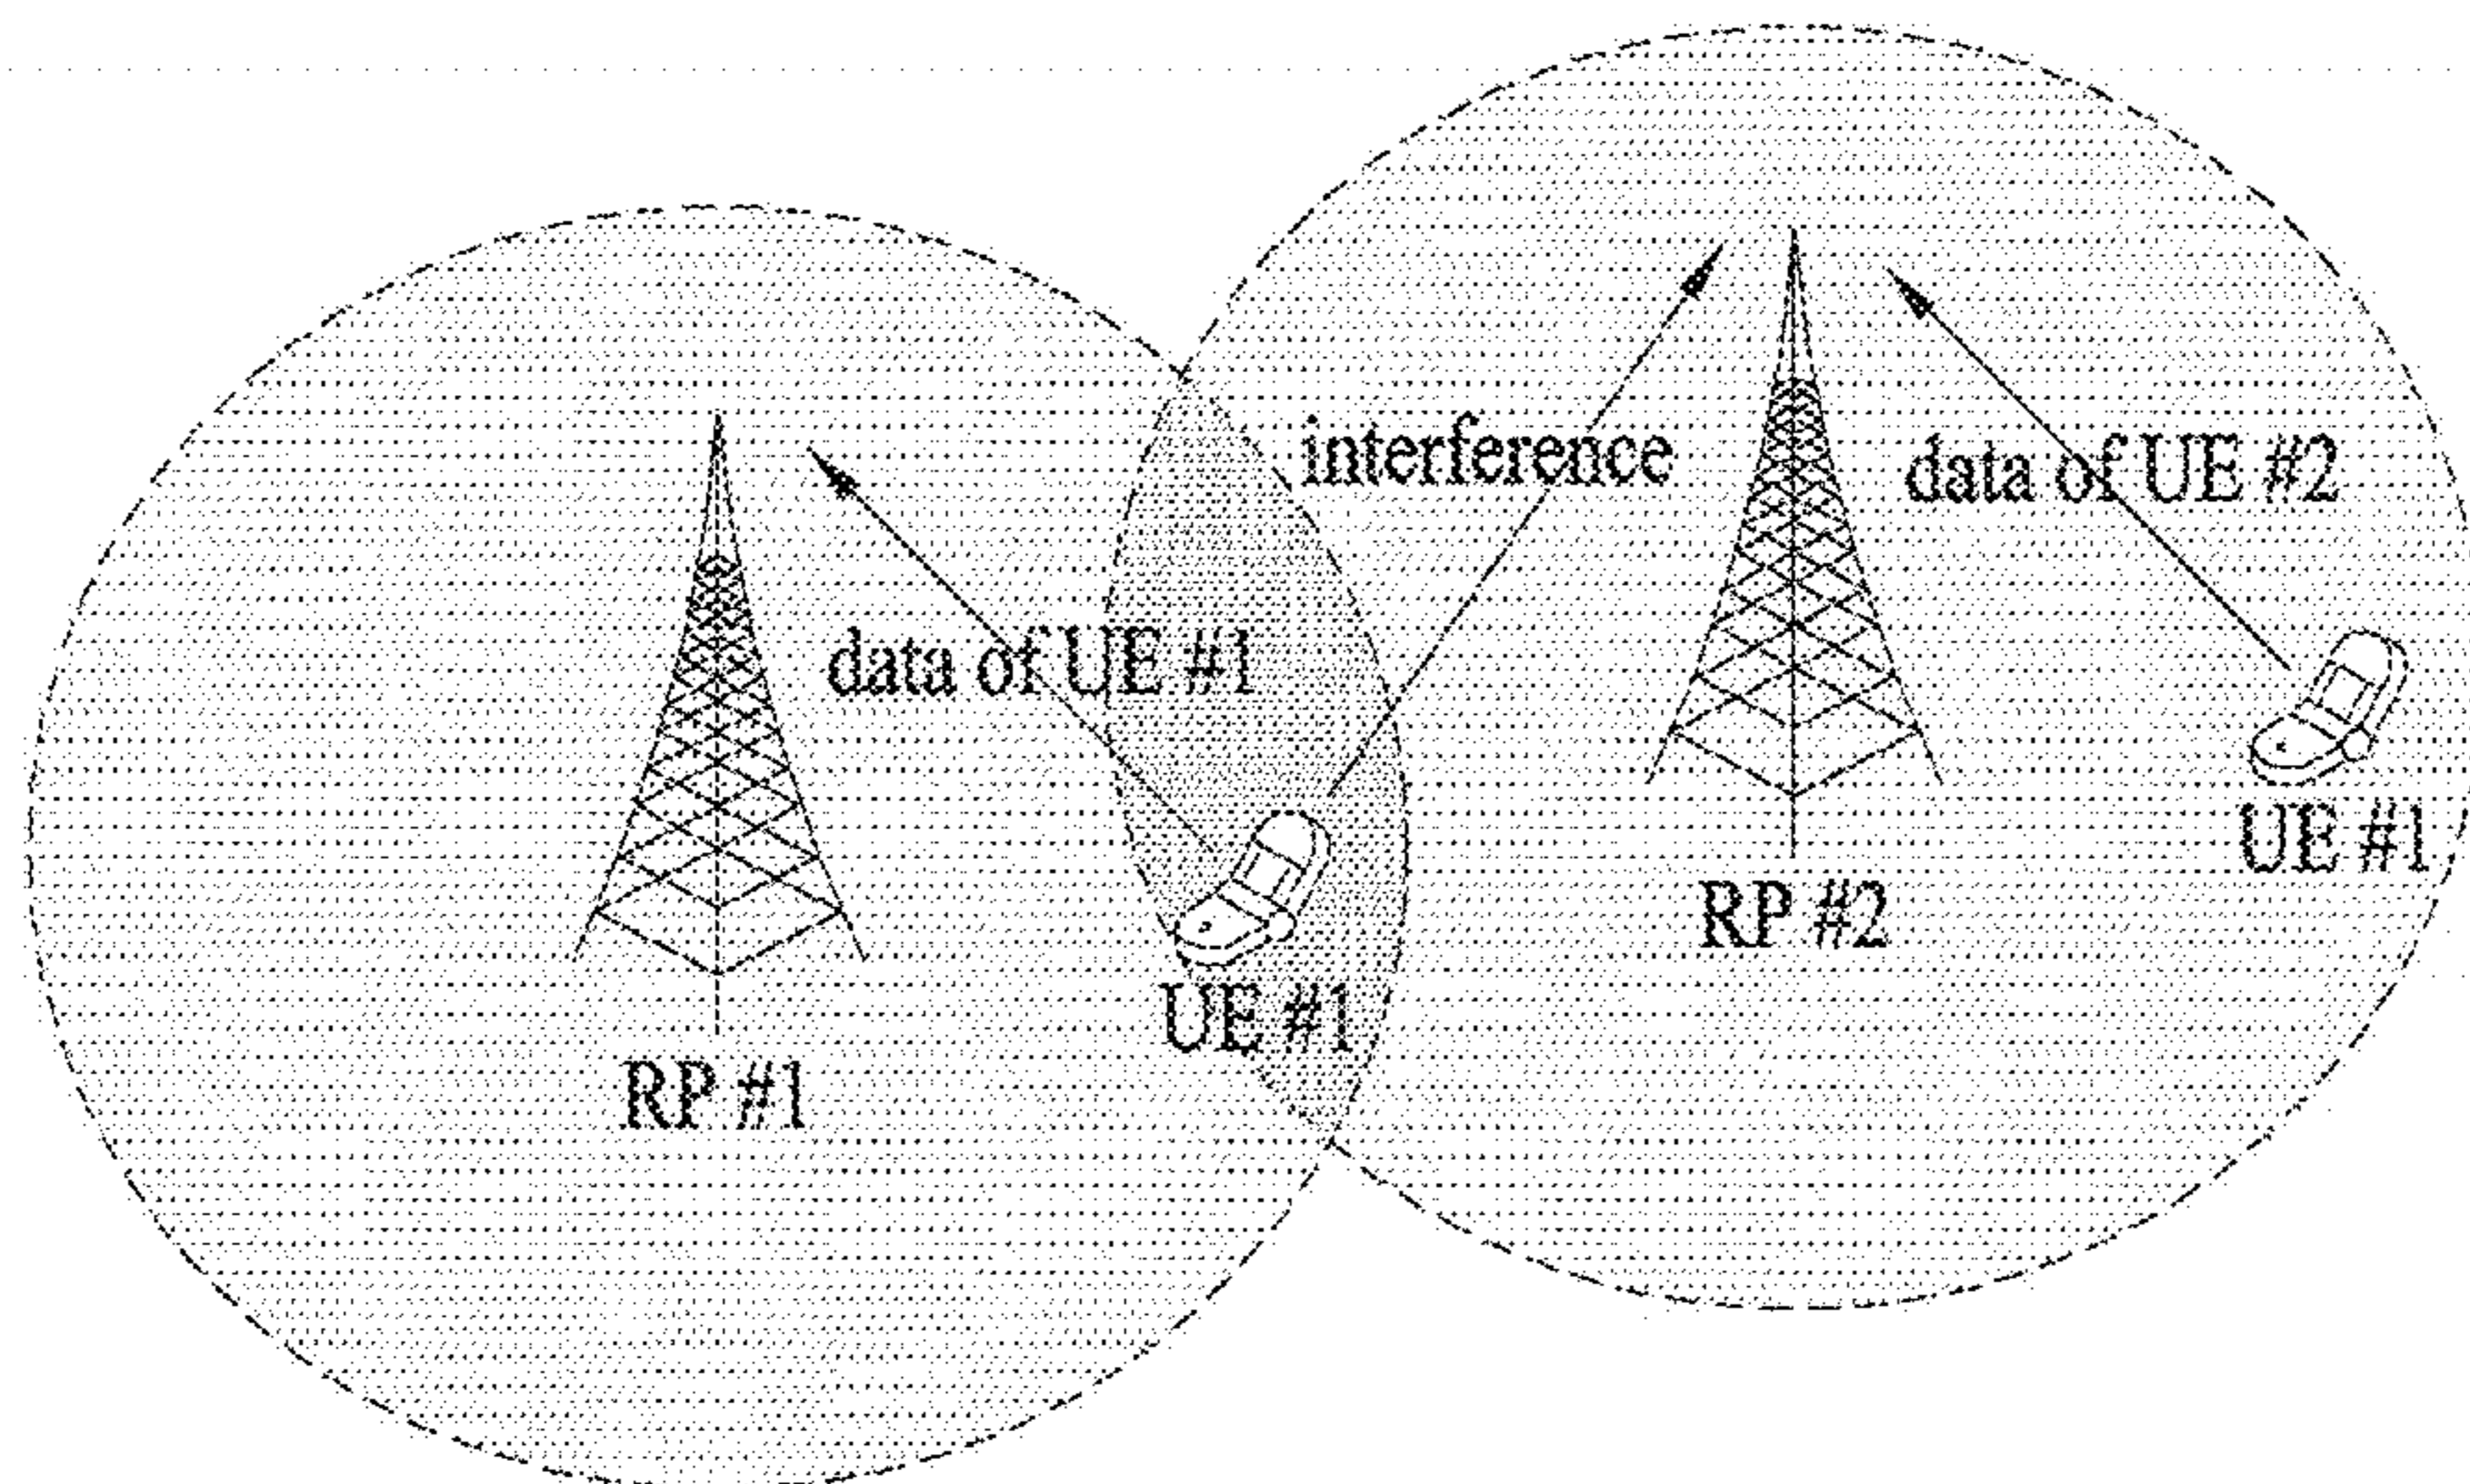 interference
data of UE #2
data of UE #1
UE #1
RP #2
UE #1
RP #1